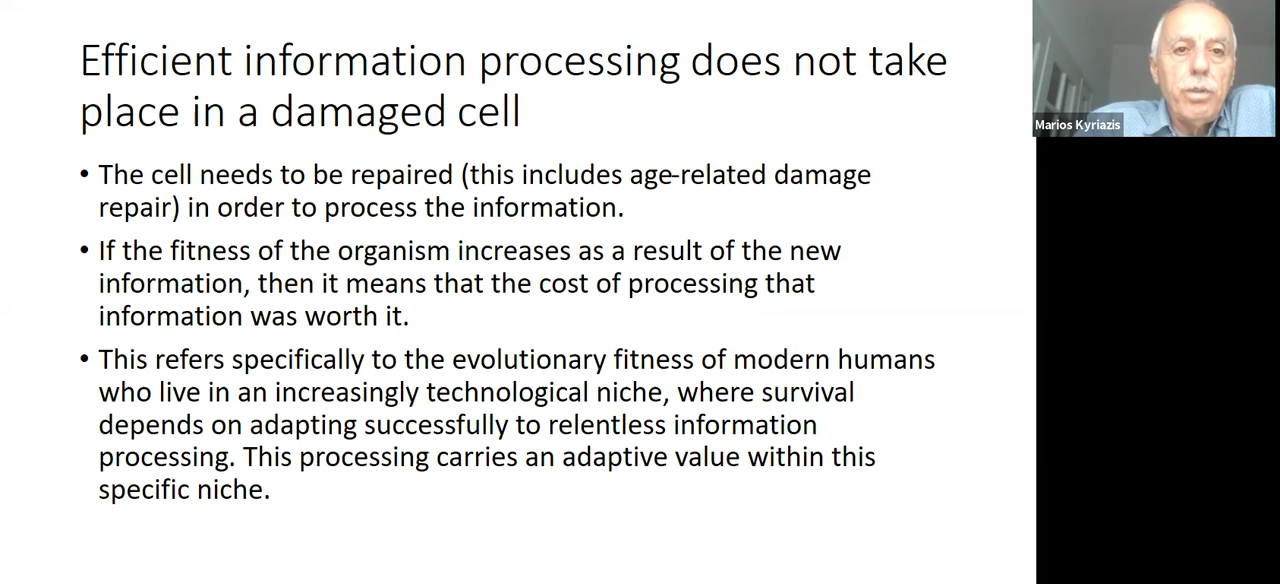 Efficient information processing does not take
place in a damaged cell
• The cell needs to be repaired (this includes age-related damage
repair) in order to process the information.
• If the fitness of the organism increases as a result of the new
information, then it means that the cost of processing that
information was worth it.
• This refers specifically to the evolutionary fitness of modern humans
who live in an increasingly technological niche, where survival
depends on adapting successfully to relentless information
processing. This processing carries an adaptive value within this
specific niche.
Marios Kyriazis